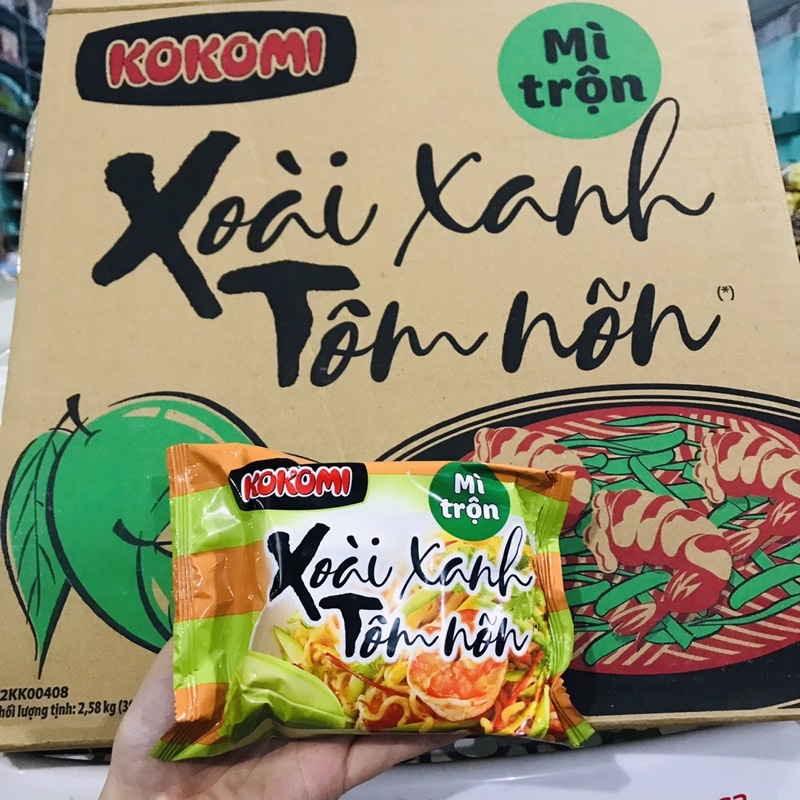 KOKOMI
Mì
trộn
Xoài Xanh
Tôm nõn
(*)
KOKOMI
Mì
trộn
Xoài Xanh
Tôm nõn
2KK00408
hối lượng tịnh: 2,58 kg